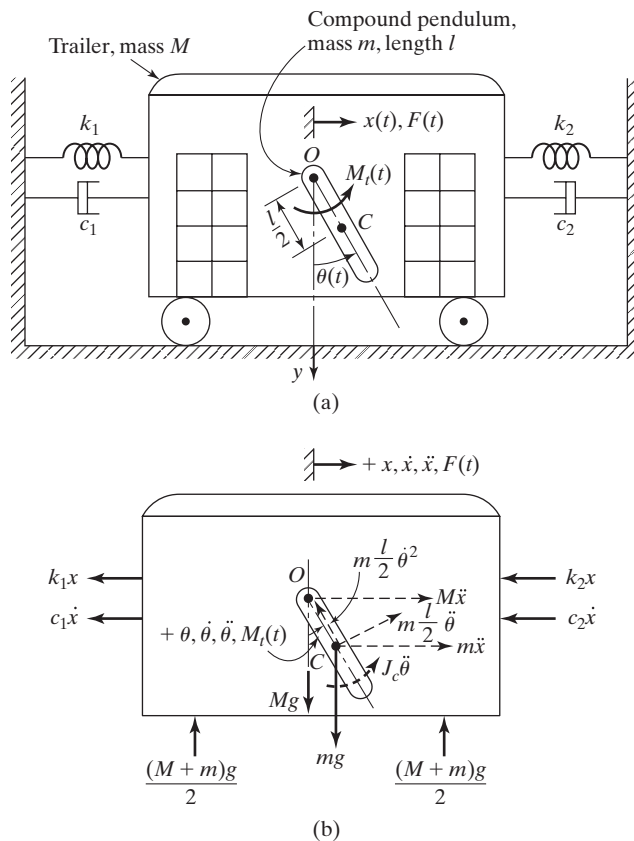 Compound pendulum,
mass m, length l
Trailer, mass M
x(t), F(t)
k₁
k₂
O
Mₜ(t)
C
l/2
c₁
c₂
θ(t)
y
(a)
+ x, ẋ, ẍ, F(t)
m l/2 θ̇²
k₁x
k₂x
O
Mẍ
c₁ẋ
c₂ẋ
m l/2 θ̈
+ θ, θ̇, θ̈, Mₜ(t)
mẍ
C
J_c θ̈
Mg
mg
(M + m)g/2
(M + m)g/2
(b)